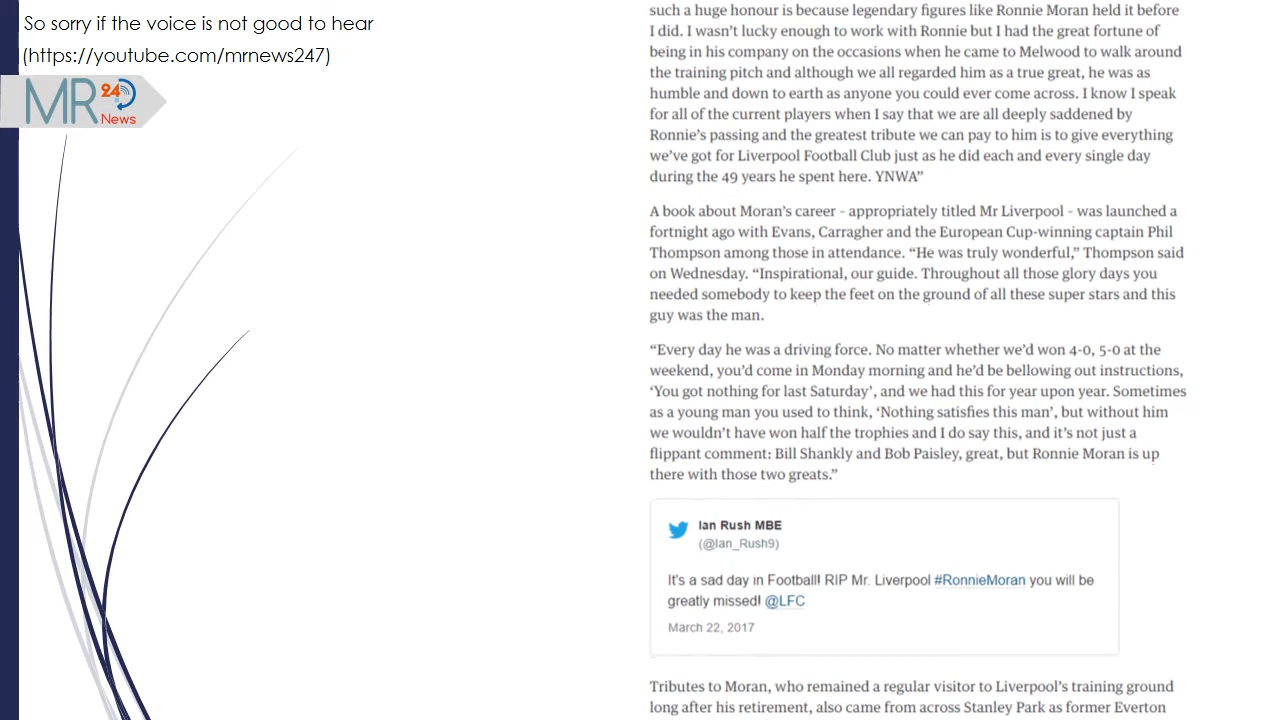 So sorry if the voice is not good to hear
(https://youtube.com/mrnews247)
MR 24 News
such a huge honour is because legendary figures like Ronnie Moran held it before
I did. I wasn’t lucky enough to work with Ronnie but I had the great fortune of
being in his company on the occasions when he came to Melwood to walk around
the training pitch and although we all regarded him as a true great, he was as
humble and down to earth as anyone you could ever come across. I know I speak
for all of the current players when I say that we are all deeply saddened by
Ronnie’s passing and the greatest tribute we can pay to him is to give everything
we’ve got for Liverpool Football Club just as he did each and every single day
during the 49 years he spent here. YNWA”
A book about Moran’s career - appropriately titled Mr Liverpool - was launched a
fortnight ago with Evans, Carragher and the European Cup-winning captain Phil
Thompson among those in attendance. “He was truly wonderful,” Thompson said
on Wednesday. “Inspirational, our guide. Throughout all those glory days you
needed somebody to keep the feet on the ground of all these super stars and this
guy was the man.
“Every day he was a driving force. No matter whether we’d won 4-0, 5-0 at the
weekend, you’d come in Monday morning and he’d be bellowing out instructions,
‘You got nothing for last Saturday’, and we had this for year upon year. Sometimes
as a young man you used to think, ‘Nothing satisfies this man’, but without him
we wouldn’t have won half the trophies and I do say this, and it’s not just a
flippant comment: Bill Shankly and Bob Paisley, great, but Ronnie Moran is up
there with those two greats.”
Ian Rush MBE
(@Ian_Rush9)
It's a sad day in Football! RIP Mr. Liverpool #RonnieMoran you will be
greatly missed! @LFC
March 22, 2017
Tributes to Moran, who remained a regular visitor to Liverpool’s training ground
long after his retirement, also came from across Stanley Park as former Everton